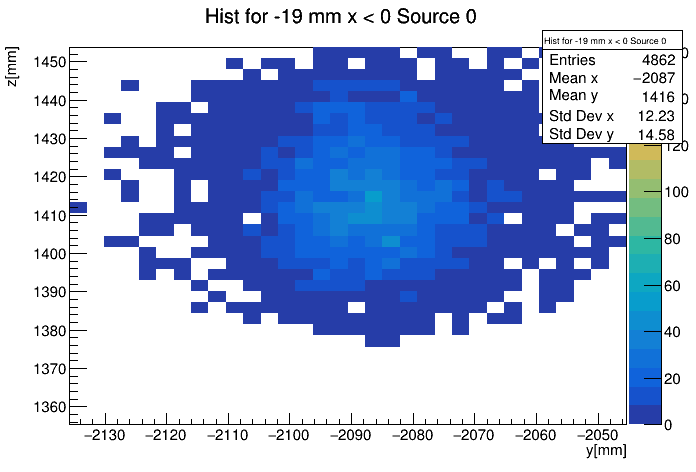 Hist for -19 mm x < 0 Source 0
z[mm]
Hist for -19 mm x < 0 Source 0
Entries 4862
Mean x −2087
Mean y 1416
Std Dev x 12.23
Std Dev y 14.58
1450
1440
1430
1420
1410
1400
1390
1380
1370
1360
120
100
80
60
40
20
0
−2130 −2120 −2110 −2100 −2090 −2080 −2070 −2060 −2050
y[mm]